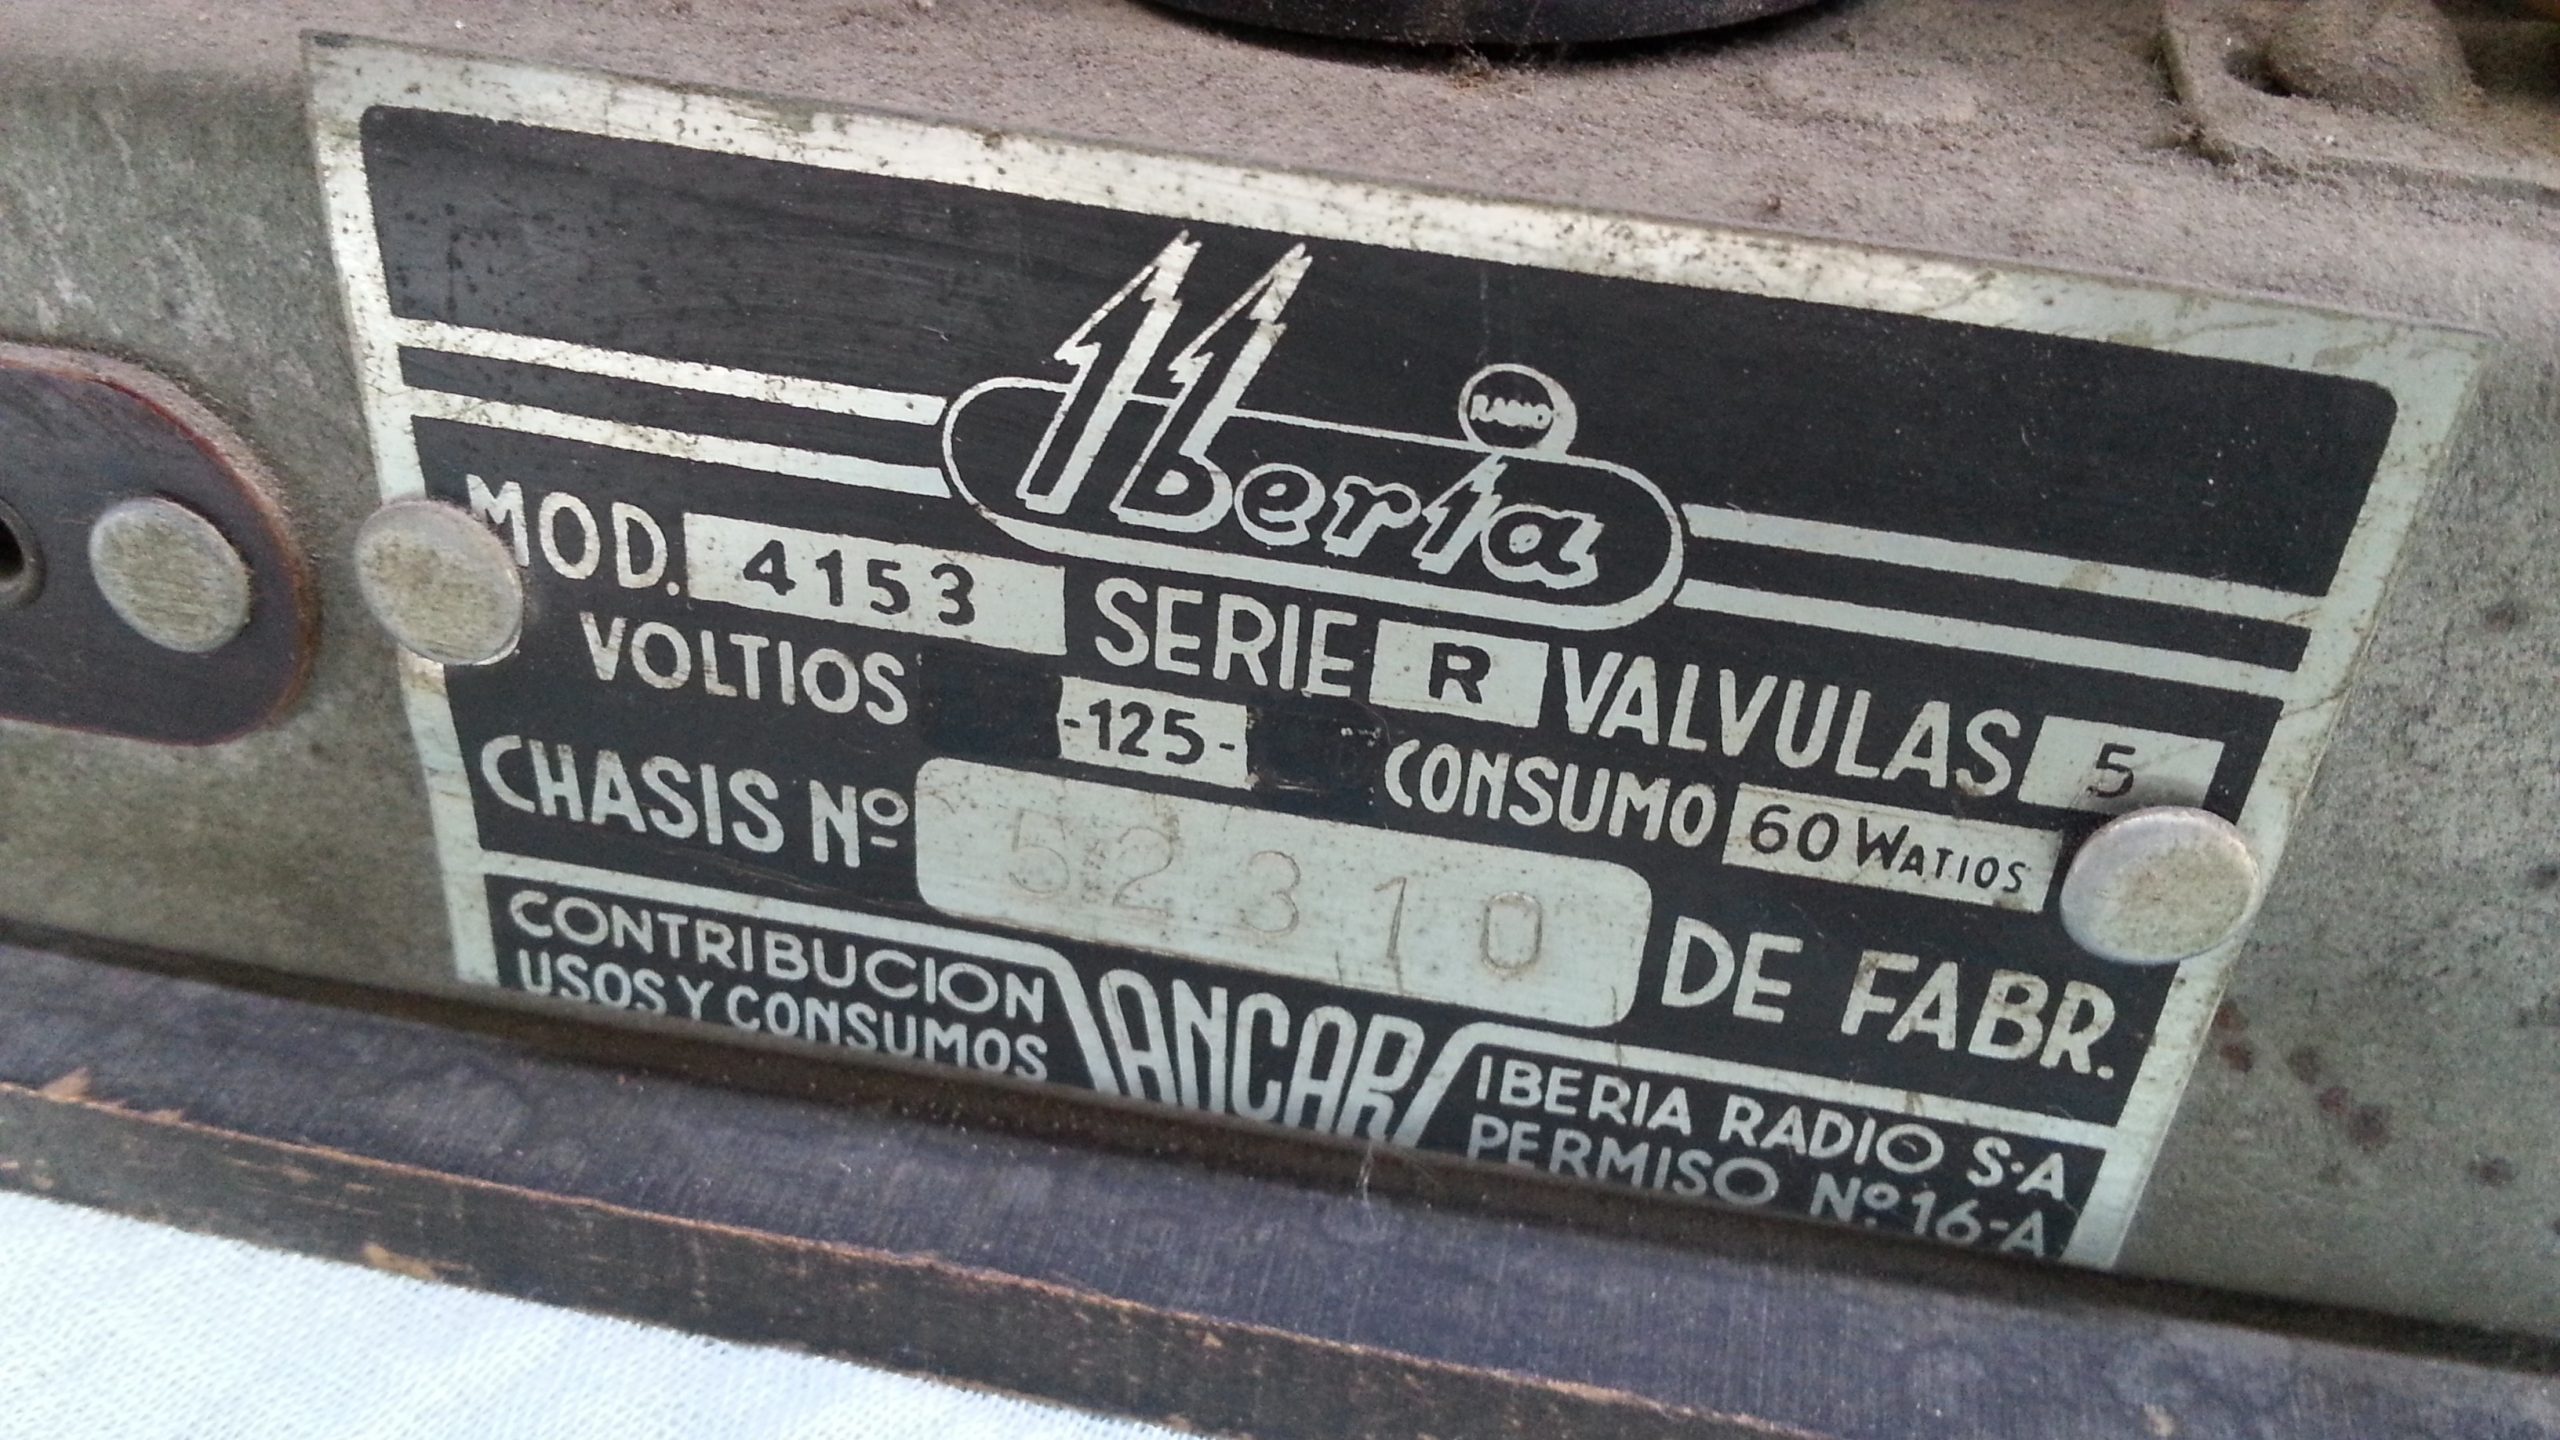 RADIO
Iberia
MOD. 4153 SERIE R VALVULAS 5
VOLTIOS -125- CONSUMO 60 WATIOS
CHASIS Nº 52310 DE FABR.
CONTRIBUCION
USOS Y CONSUMOS
ANCAR
IBERIA RADIO S.A
PERMISO Nº 16-A